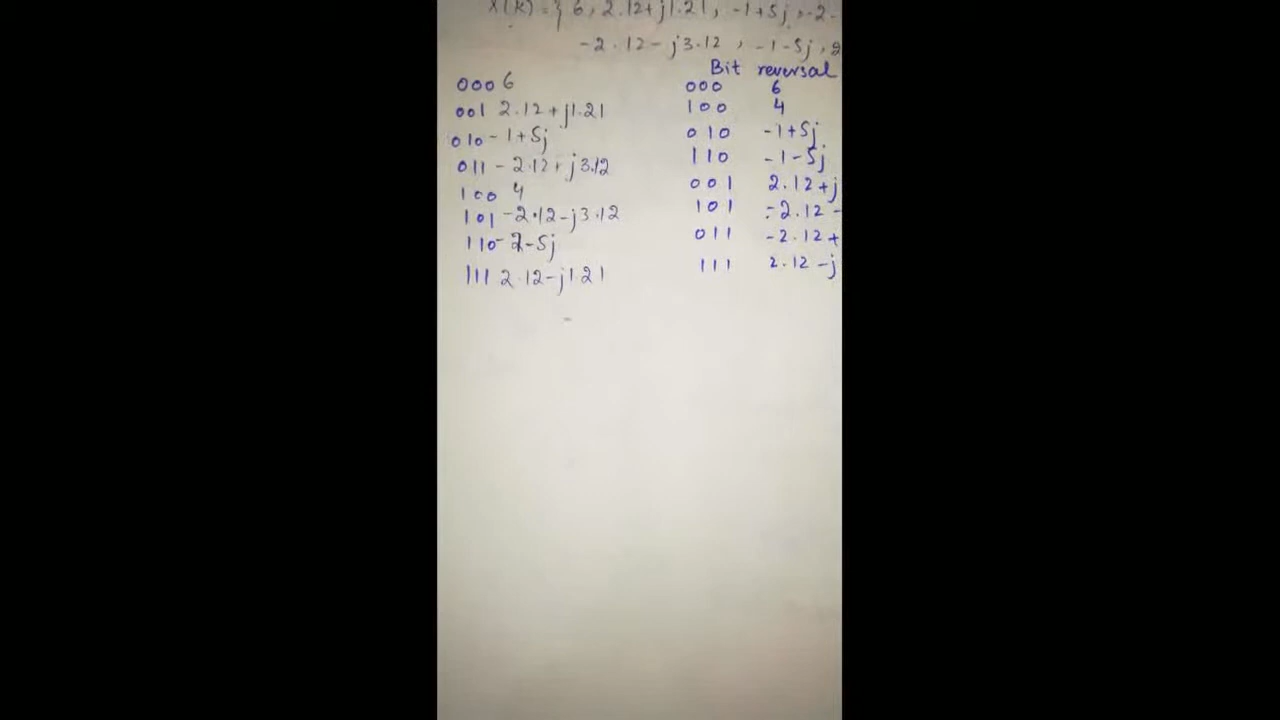 X(k) = { 6, 2.12+j1.21, -1+5j, -2-
-2.12-j3.12, -1-5j, 2
Bit reversal
000 6 000 6
001 2.12+j1.21 100 4
010 -1+5j 010 -1+5j
011 -2.12+j3.12 110 -1-5j
100 4 001 2.12+j
101 -2.12-j3.12 101 -2.12-
110 -5j 011 -2.12+
111 2.12-j1.21 111 2.12-j